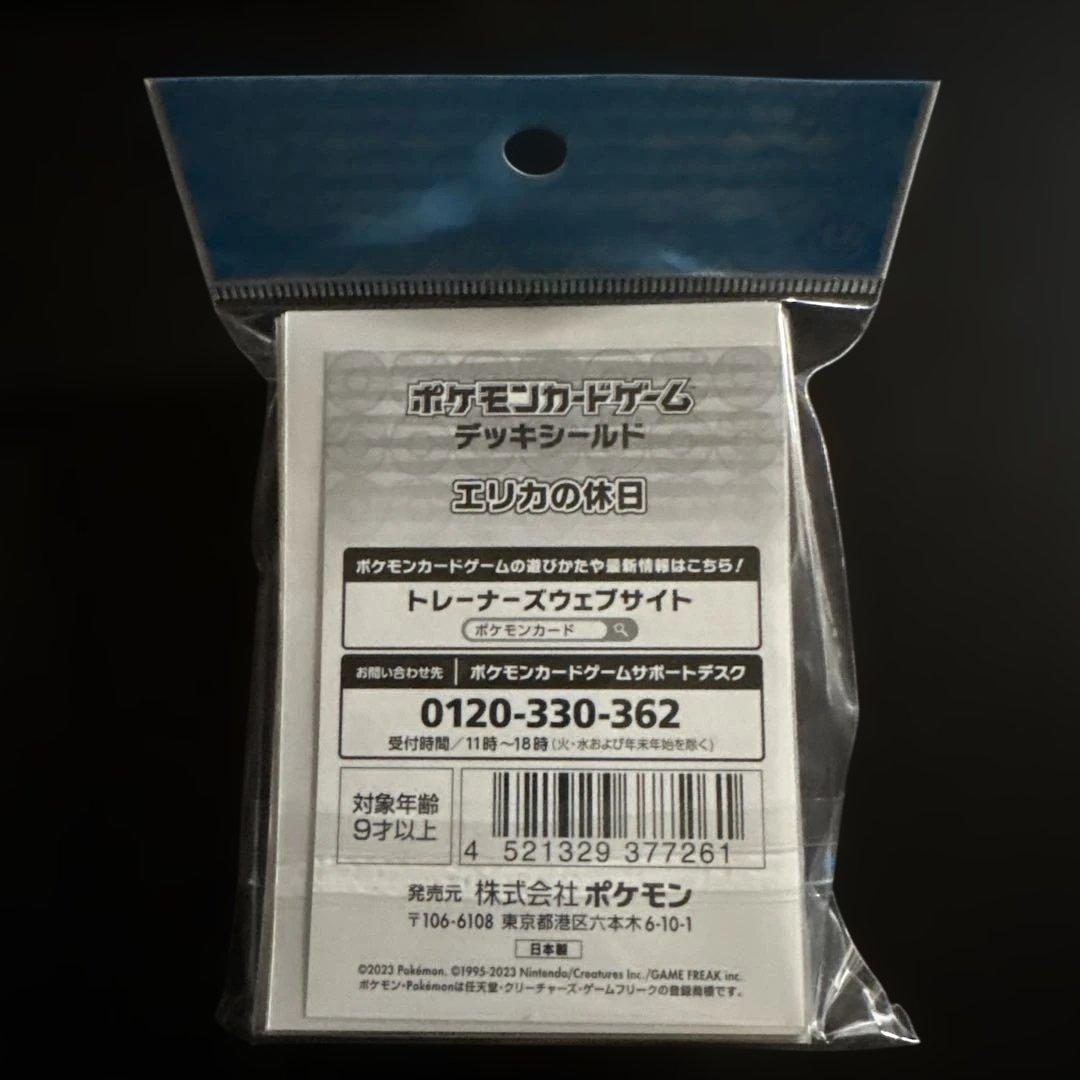 ポケモンカードゲーム
デッキシールド
エリカの休日
ポケモンカードゲームの遊びかたや最新情報はこちら!
トレーナーズウェブサイト
ポケモンカード
お問い合わせ先 ポケモンカードゲームサポートデスク
0120-330-362
受付時間/11時~18時(火・水および年末年始を除く)
対象年齢
9才以上
4 521329 377261
発売元 株式会社ポケモン
〒106-6108 東京都港区六本木6-10-1
日本製
©2023 Pokémon. ©1995-2023 Nintendo/Creatures Inc./GAME FREAK inc.
ポケモン・Pokémonは任天堂・クリーチャーズ・ゲームフリークの登録商標です。